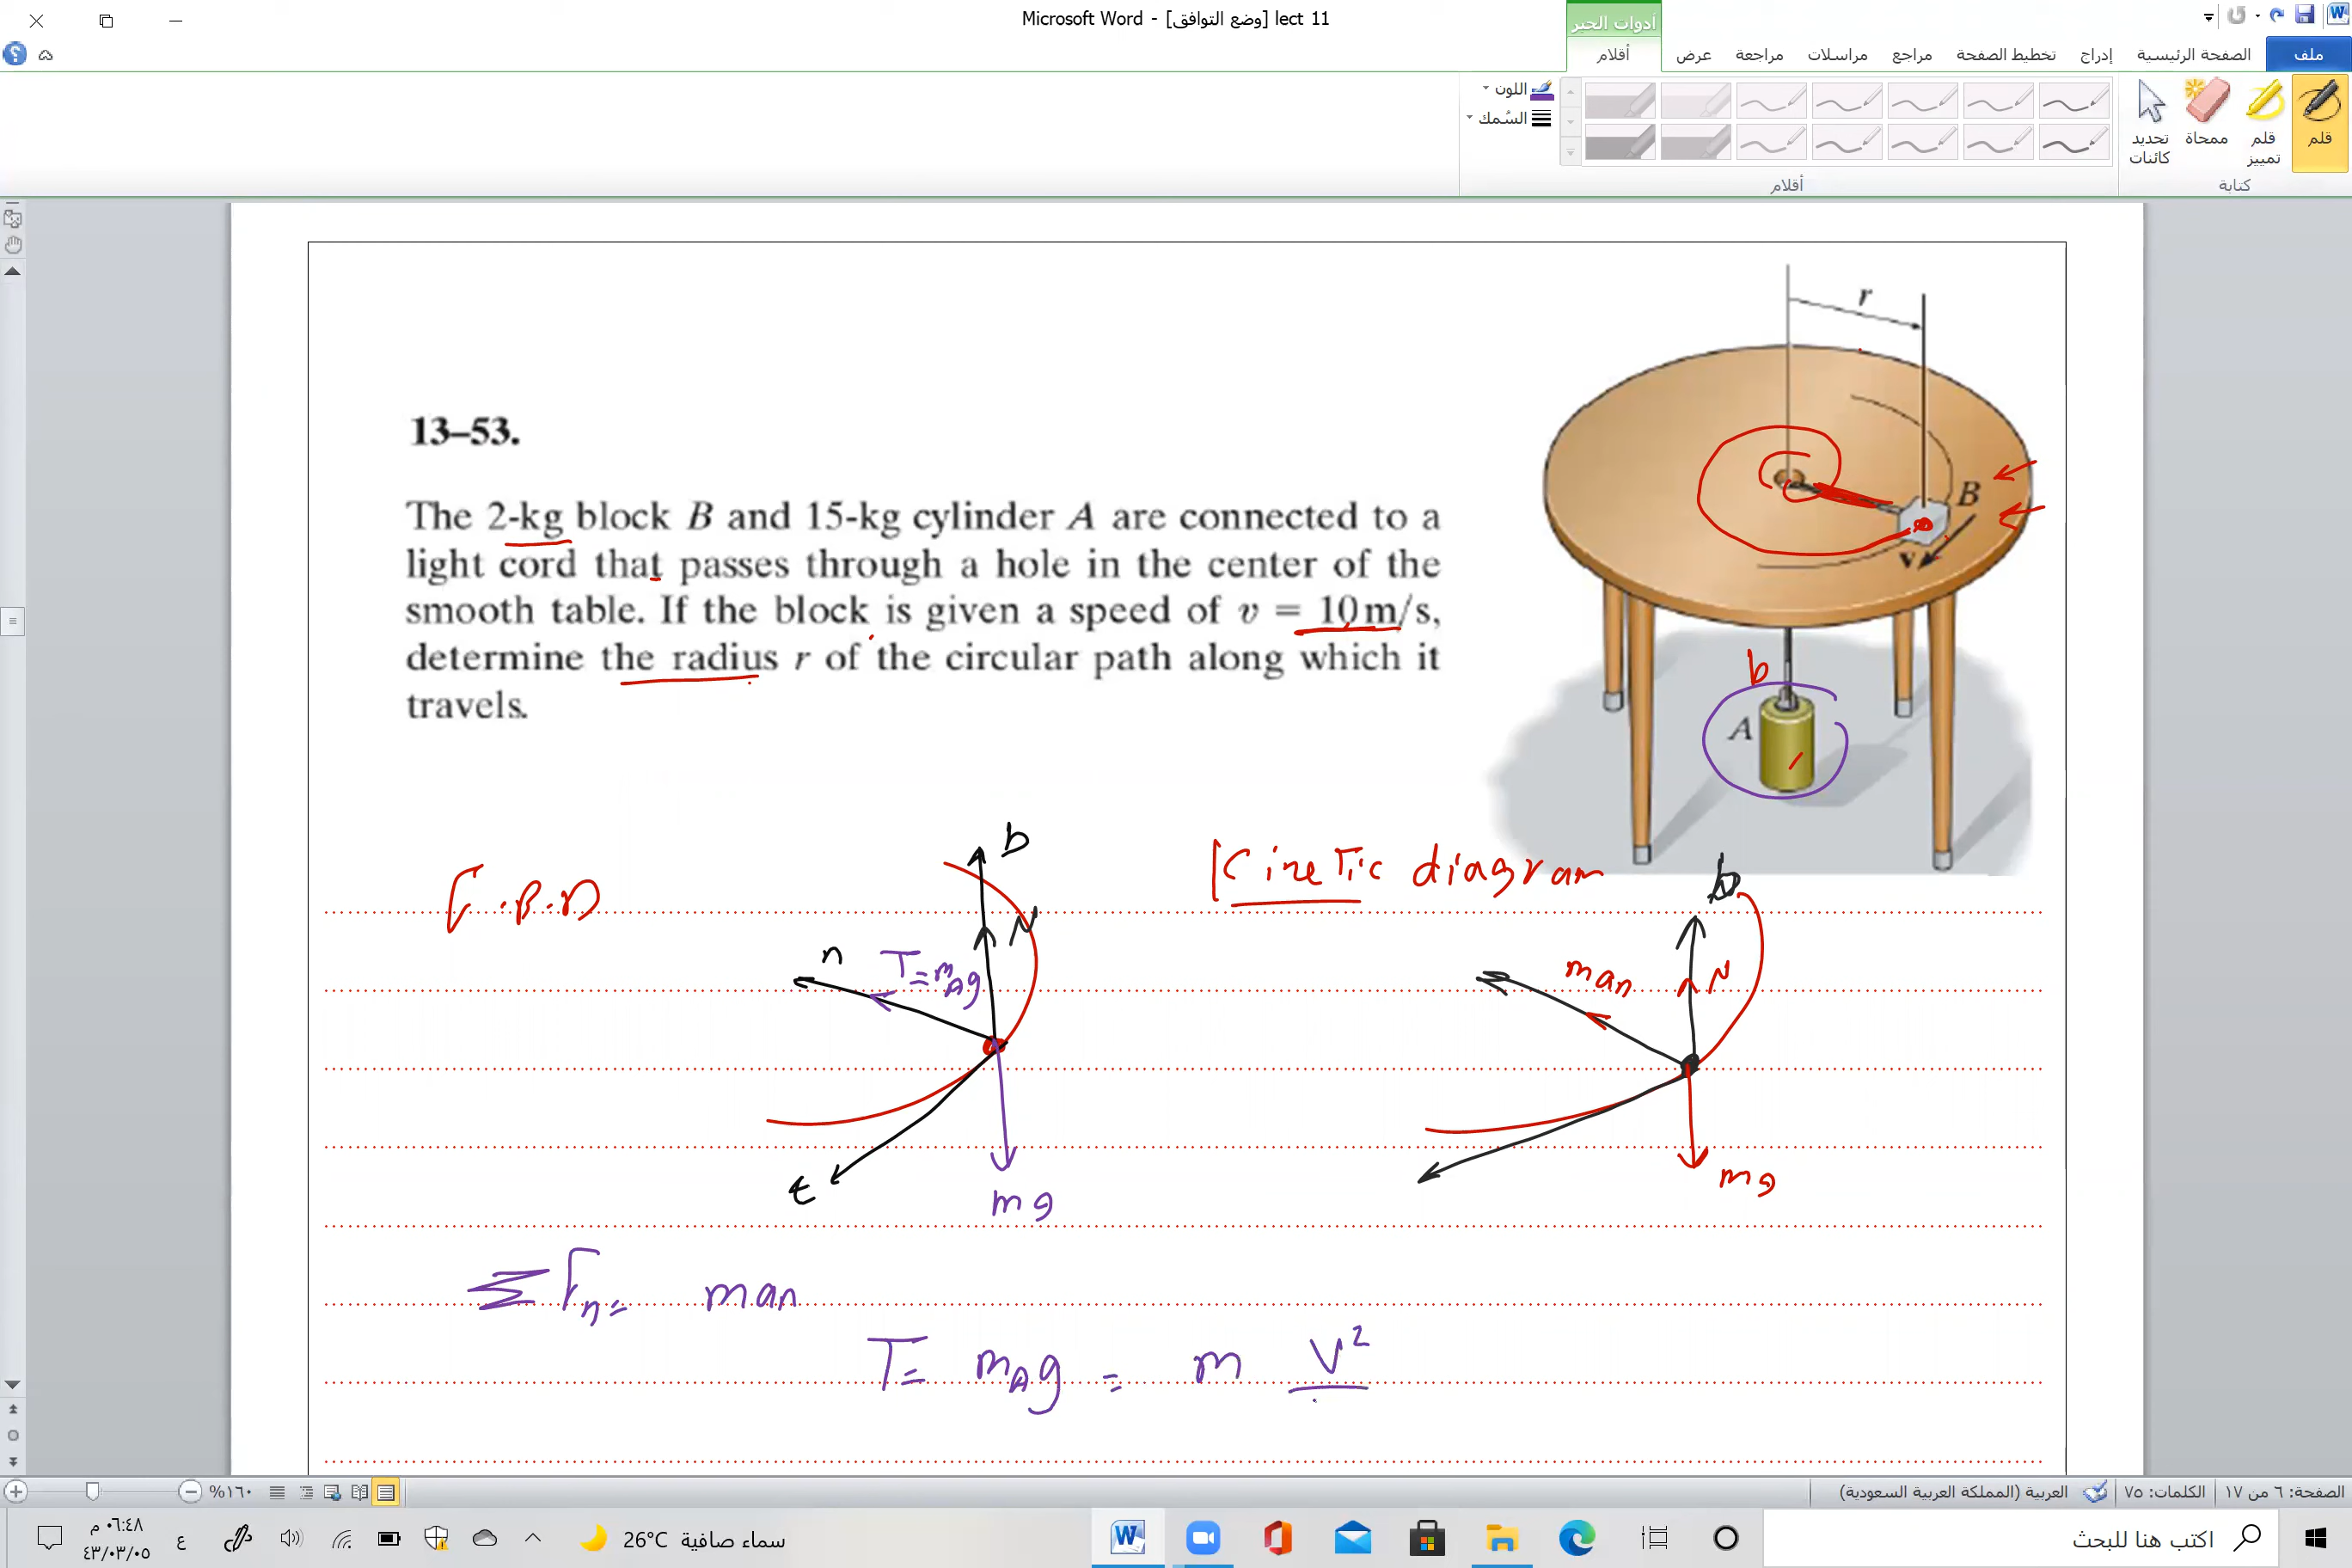 lect 11 [وضع التوافق] - Microsoft Word
أدوات الحبر
ملف
الصفحة الرئيسية
إدراج
تخطيط الصفحة
مراجع
مراسلات
مراجعة
عرض
أقلام
قلم
قلم تمييز
ممحاة
تحديد كائنات
اللون
السُمك
كتابة
أقلام
r
B
v
b
A
13–53.
The 2-kg block B and 15-kg cylinder A are connected to a
light cord that passes through a hole in the center of the
smooth table. If the block is given a speed of v = 10 m/s,
determine the radius r of the circular path along which it
travels.
F.B.D
b
N
n
T = mAg
t
mg
Kinetic diagram
b
man
N
mg
ΣFn = man
T = mAg = m v²
الصفحة: ٦ من ١٧
الكلمات: ٧٥
العربية (المملكة العربية السعودية)
%١٦٠
اكتب هنا للبحث
26°C سماء صافية
ع
٠٦:٤٨ م
٤٣/٠٣/٠٥